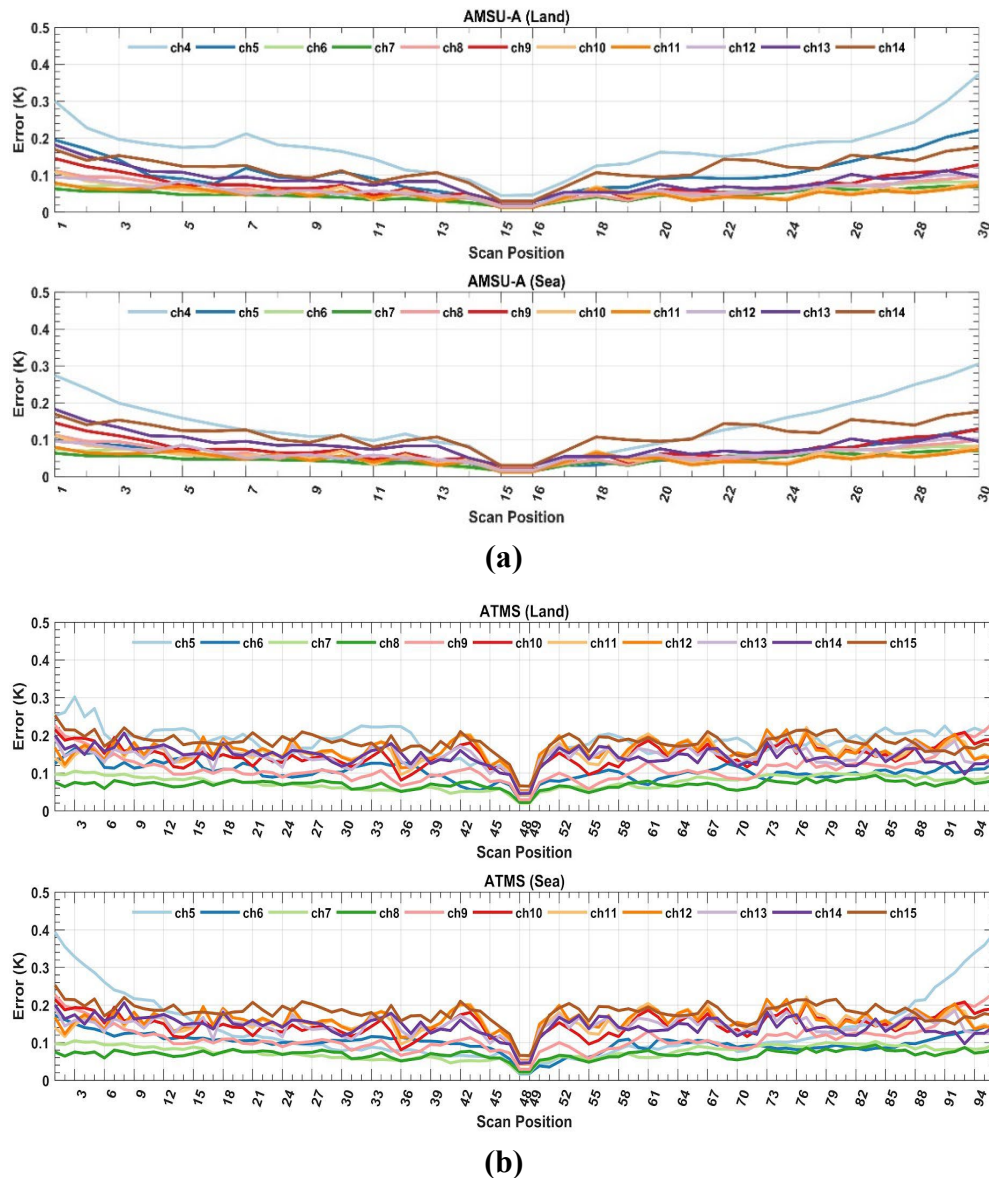 AMSU-A (Land)
0.5
0.4
0.3
0.2
0.1
0
Error (K)
ch4 ch5 ch6 ch7 ch8 ch9 ch10 ch11 ch12 ch13 ch14
1 3 5 7 9 11 13 15 16 18 20 22 24 26 28 30
Scan Position
AMSU-A (Sea)
0.5
0.4
0.3
0.2
0.1
0
Error (K)
ch4 ch5 ch6 ch7 ch8 ch9 ch10 ch11 ch12 ch13 ch14
1 3 5 7 9 11 13 15 16 18 20 22 24 26 28 30
Scan Position
(a)
ATMS (Land)
0.5
0.4
0.3
0.2
0.1
0
Error (K)
ch5 ch6 ch7 ch8 ch9 ch10 ch11 ch12 ch13 ch14 ch15
3 6 9 12 15 18 21 24 27 30 33 36 39 42 45 48 49 52 55 58 61 64 67 70 73 76 79 82 85 88 91 94
Scan Position
ATMS (Sea)
0.5
0.4
0.3
0.2
0.1
0
Error (K)
ch5 ch6 ch7 ch8 ch9 ch10 ch11 ch12 ch13 ch14 ch15
3 6 9 12 15 18 21 24 27 30 33 36 39 42 45 48 49 52 55 58 61 64 67 70 73 76 79 82 85 88 91 94
Scan Position
(b)